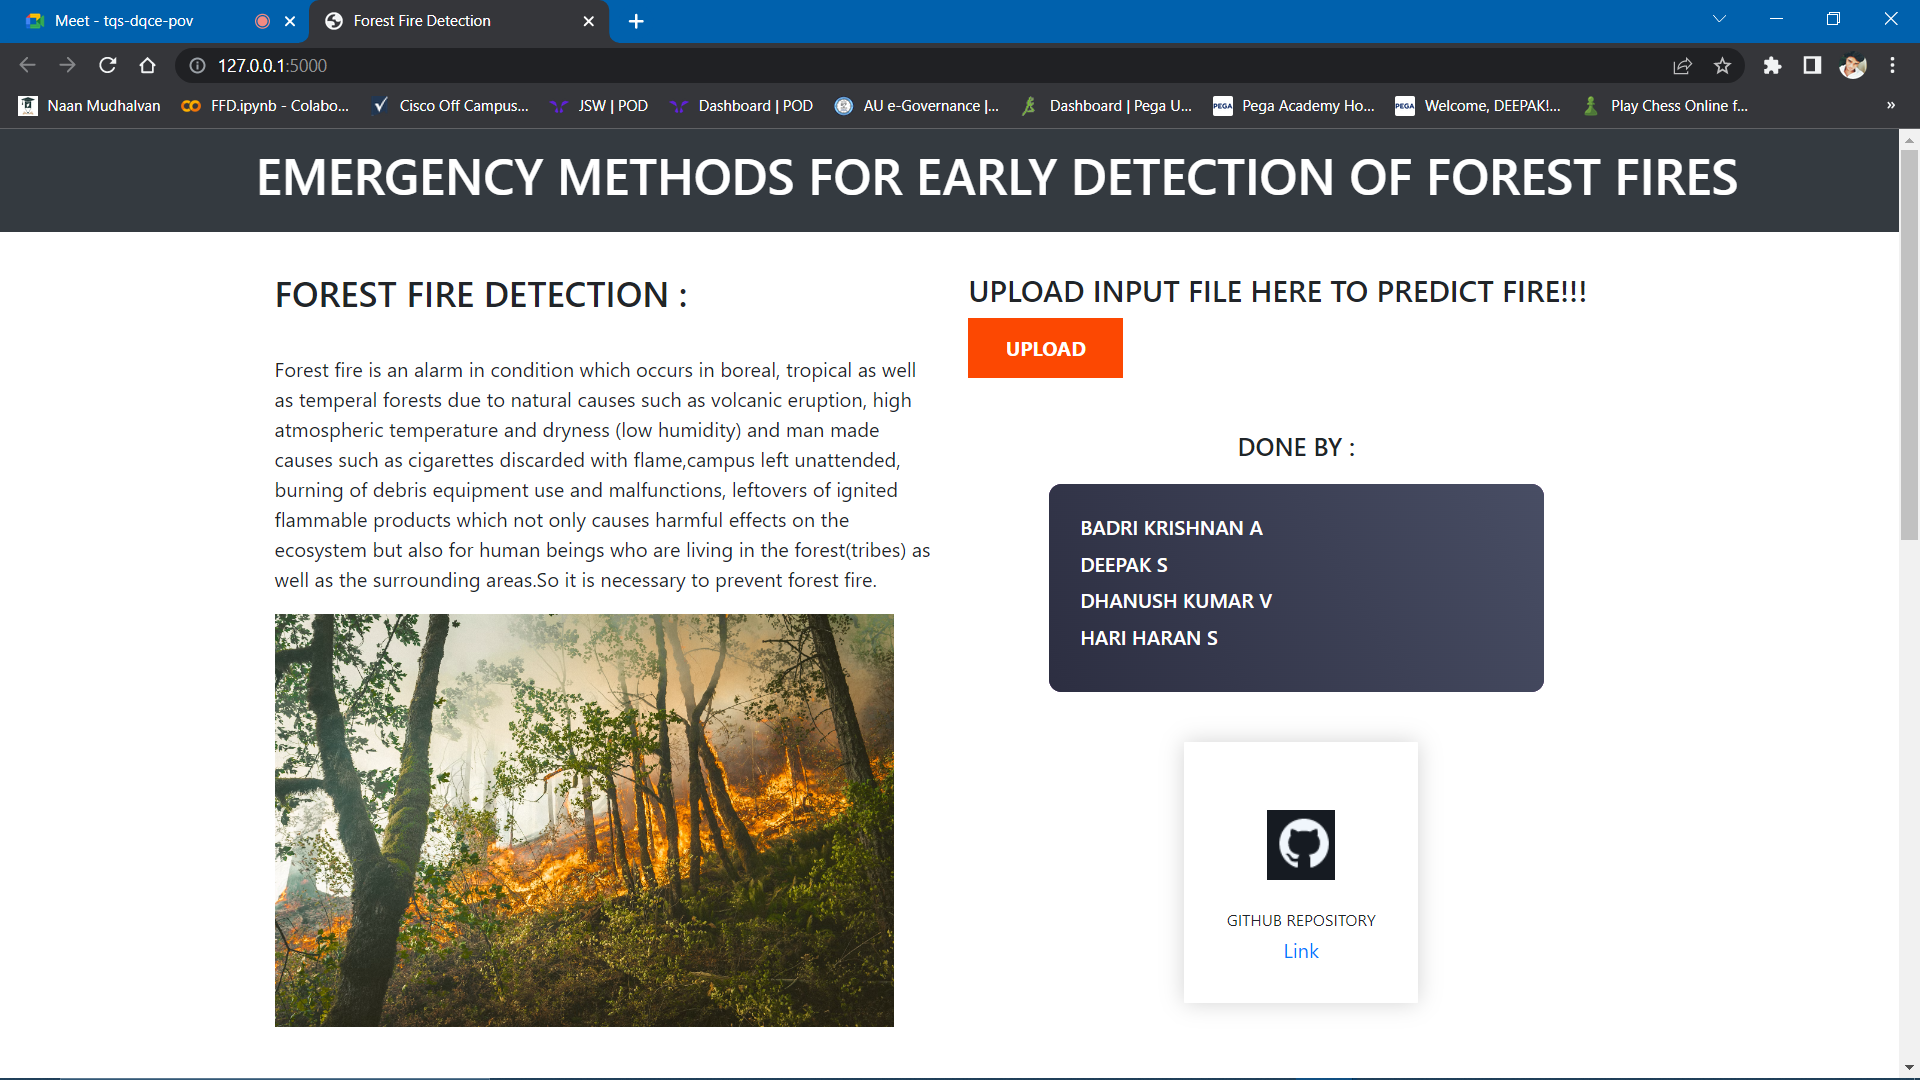 Meet - tqs-dqce-pov
Forest Fire Detection
127.0.0.1:5000
Naan Mudhalvan
FFD.ipynb - Colabo...
Cisco Off Campus...
JSW | POD
Dashboard | POD
AU e-Governance |...
Dashboard | Pega U...
PEGA
Pega Academy Ho...
PEGA
Welcome, DEEPAK!...
Play Chess Online f...
»
EMERGENCY METHODS FOR EARLY DETECTION OF FOREST FIRES
FOREST FIRE DETECTION :
Forest fire is an alarm in condition which occurs in boreal, tropical as well
as temperal forests due to natural causes such as volcanic eruption, high
atmospheric temperature and dryness (low humidity) and man made
causes such as cigarettes discarded with flame,campus left unattended,
burning of debris equipment use and malfunctions, leftovers of ignited
flammable products which not only causes harmful effects on the
ecosystem but also for human beings who are living in the forest(tribes) as
well as the surrounding areas.So it is necessary to prevent forest fire.
UPLOAD INPUT FILE HERE TO PREDICT FIRE!!!
UPLOAD
DONE BY :
BADRI KRISHNAN A
DEEPAK S
DHANUSH KUMAR V
HARI HARAN S
GITHUB REPOSITORY
Link